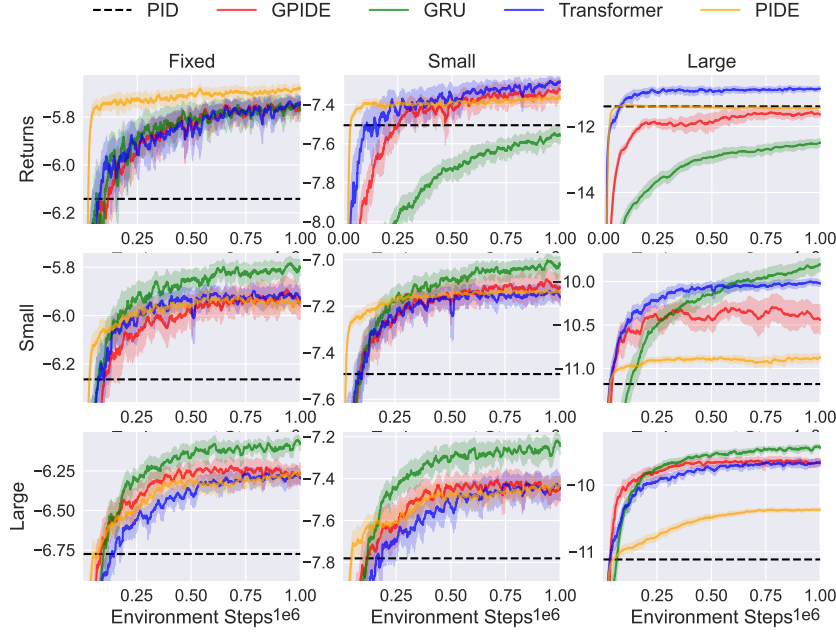 PID GPIDE GRU Transformer PIDE
Fixed Small Large
Returns
−5.8
−6.0
−6.2
0.25 0.50 0.75 1.00
−7.4
−7.6
−7.8
−8.0
0.00 0.25 0.50 0.75 1.00
−12
−14
0.00 0.25 0.50 0.75 1.00
Small
−5.8
−6.0
−6.2
0.25 0.50 0.75 1.00
−7.0
−7.2
−7.4
−7.6
0.25 0.50 0.75 1.00
−10.0
−10.5
−11.0
0.25 0.50 0.75 1.00
Large
−6.25
−6.50
−6.75
0.00 0.25 0.50 0.75 1.00
Environment Steps 1e6
−7.2
−7.4
−7.6
−7.8
0.00 0.25 0.50 0.75 1.00
Environment Steps 1e6
−10
−11
0.00 0.25 0.50 0.75 1.00
Environment Steps 1e6